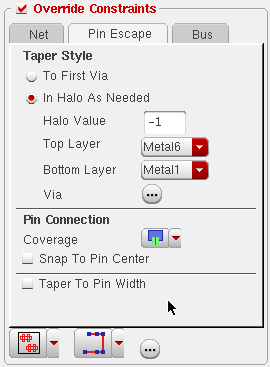 Override Constraints
Net Pin Escape Bus
Taper Style
To First Via
In Halo As Needed
Halo Value -1
Top Layer Metal6
Bottom Layer Metal1
Via ...
Pin Connection
Coverage
Snap To Pin Center
Taper To Pin Width
...